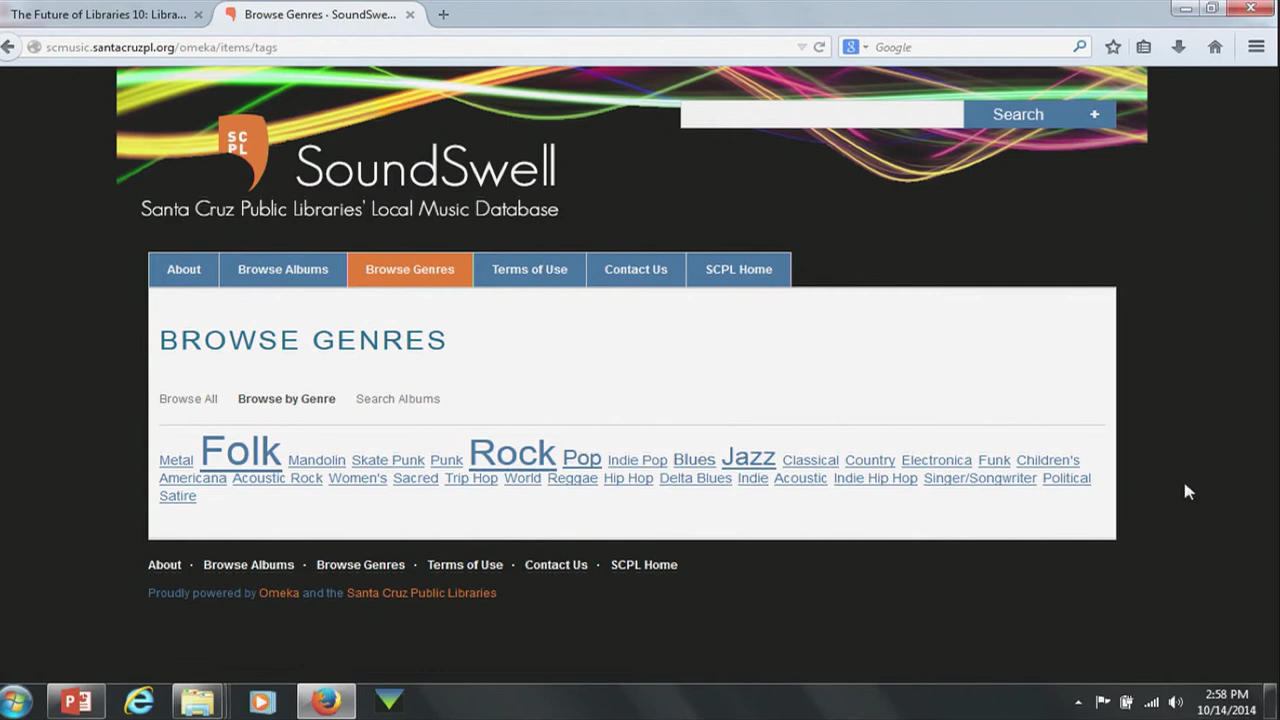 The Future of Libraries 10: Libra...
Browse Genres · SoundSwe...
scmusic.santacruzpl.org/omeka/items/tags
Google
Search +
SC
PL
SoundSwell
Santa Cruz Public Libraries' Local Music Database
About Browse Albums Browse Genres Terms of Use Contact Us SCPL Home
BROWSE GENRES
Browse All Browse by Genre Search Albums
Metal Folk Mandolin Skate Punk Punk Rock Pop Indie Pop Blues Jazz Classical Country Electronica Funk Children's
Americana Acoustic Rock Women's Sacred Trip Hop World Reggae Hip Hop Delta Blues Indie Acoustic Indie Hip Hop Singer/Songwriter Political
Satire
About · Browse Albums · Browse Genres · Terms of Use · Contact Us · SCPL Home
Proudly powered by Omeka and the Santa Cruz Public Libraries
2:58 PM
10/14/2014